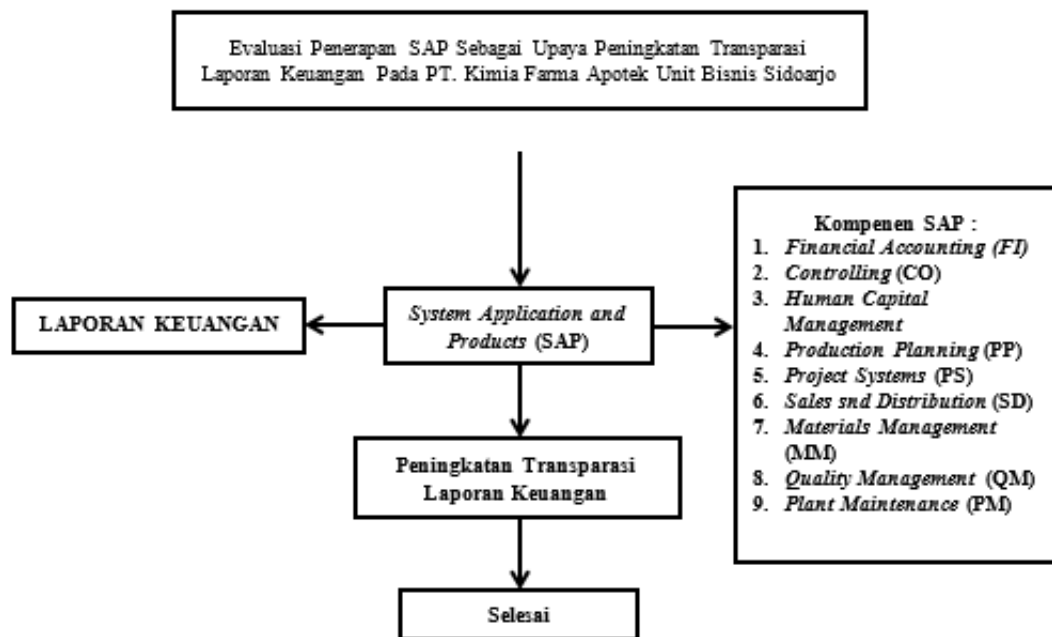 Evaluasi Penerapan SAP Sebagai Upaya Peningkatan Transparasi
Laporan Keuangan Pada PT. Kimia Farma Apotek Unit Bisnis Sidoarjo
LAPORAN KEUANGAN
System Application and
Products (SAP)
Kompenen SAP :
1. Financial Accounting (FI)
2. Controlling (CO)
3. Human Capital
Management
4. Production Planning (PP)
5. Project Systems (PS)
6. Sales snd Distribution (SD)
7. Materials Management
(MM)
8. Quality Management (QM)
9. Plant Maintenance (PM)
Peningkatan Transparasi
Laporan Keuangan
Selesai